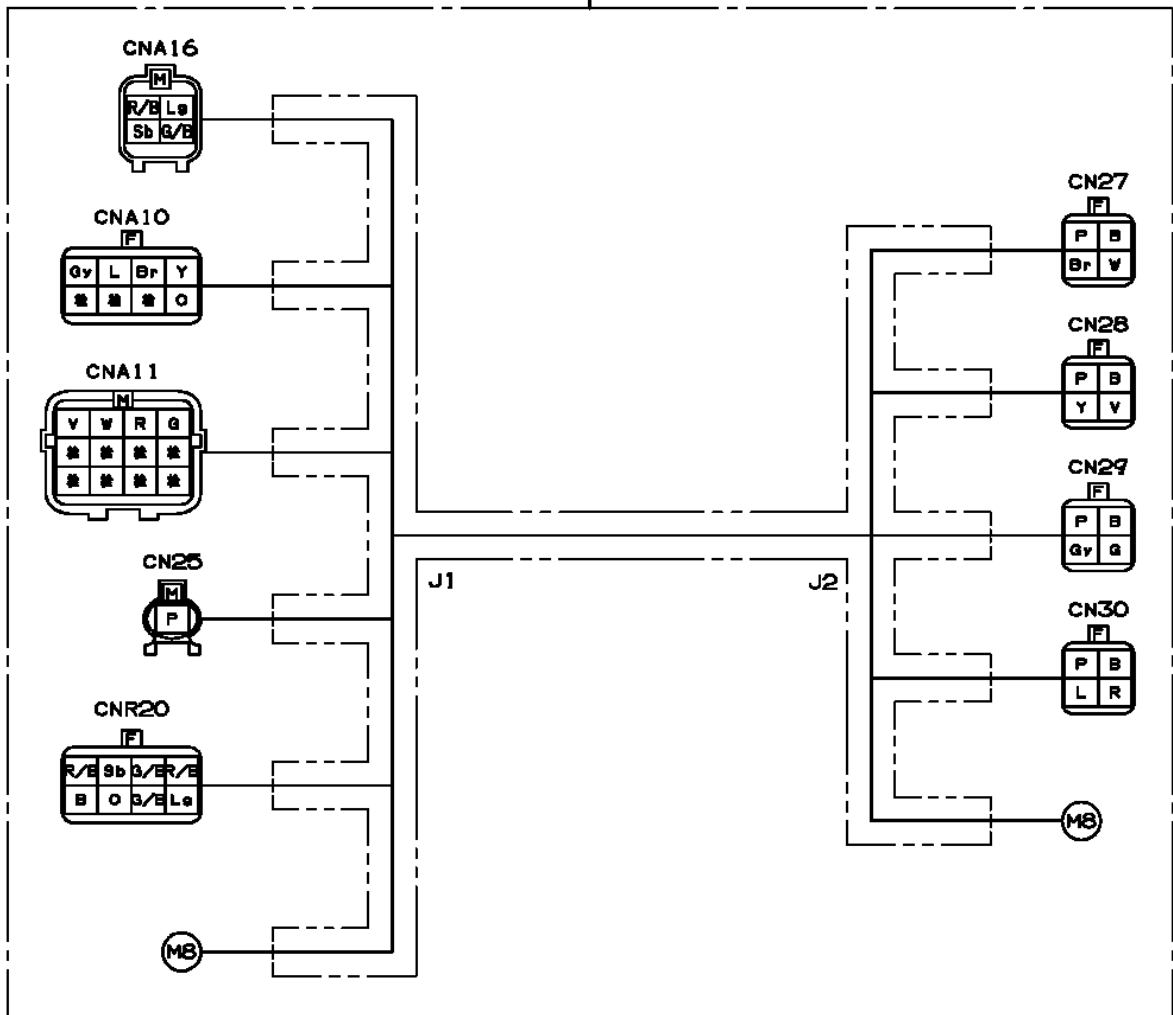 CNA16
M
R/B Lg
Sb G/B
CNA10
F
Gy L Br Y
# # # O
CNA11
M
V W R G
# # # #
# # # #
CN25
M
P
CNR20
F
R/B Sb G/B R/B
B O G/B Lg
M8
J1
J2
CN27
F
P B
Br W
CN28
F
P B
Y V
CN29
F
P B
Gy G
CN30
F
P B
L R
M8